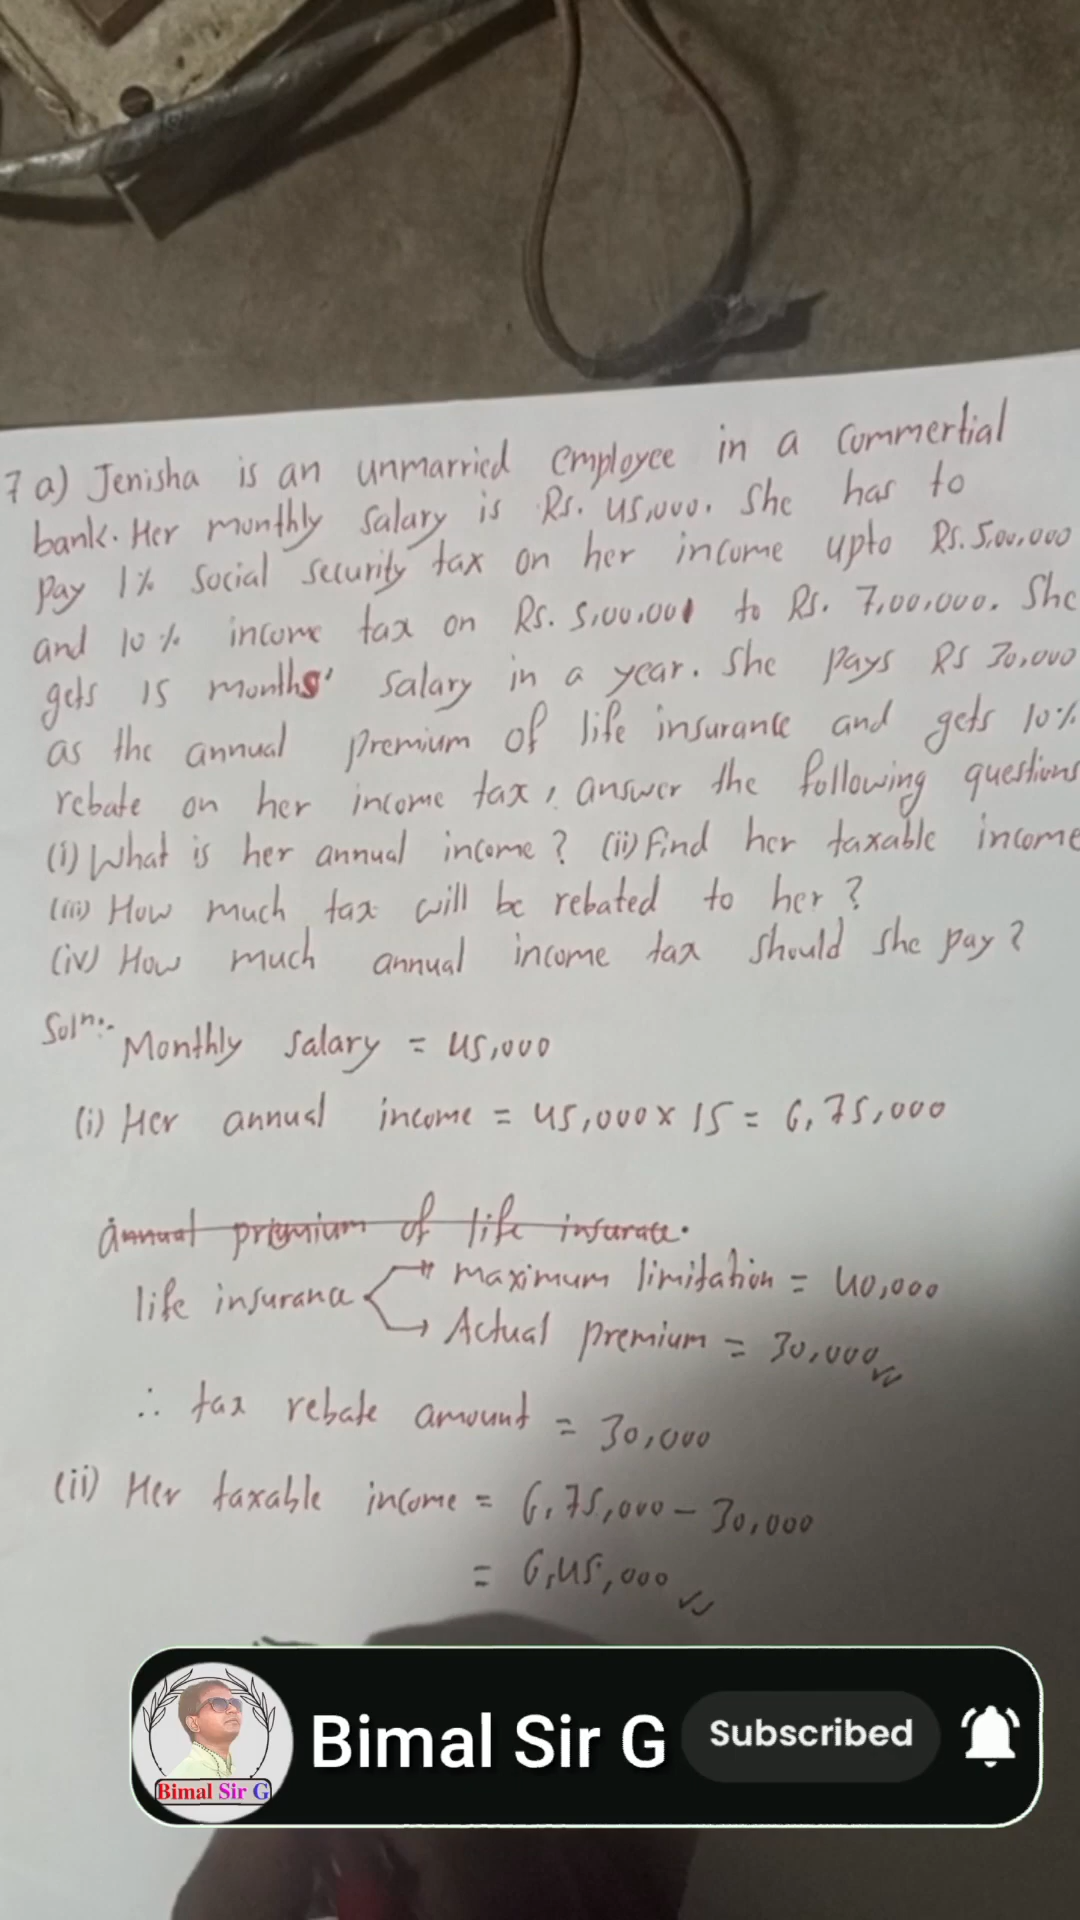 7 a) Jenisha is an unmarried employee in a commertial
bank. Her monthly salary is Rs. 45,000. She has to
pay 1% social security tax on her income upto Rs. 5,00,000
and 10% income tax on Rs. 5,00,001 to Rs. 7,00,000. She
gets 15 months' salary in a year. She pays Rs 30,000
as the annual premium of life insurance and gets 10%
rebate on her income tax, answer the following questions
(i) What is her annual income? (ii) Find her taxable income
(iii) How much tax will be rebated to her?
(iv) How much annual income tax should she pay?
Soln:-
Monthly salary = 45,000
(i) Her annual income = 45,000 x 15 = 6,75,000
Annual premium of life insurace.
life insurance → maximum limitation = 40,000
→ Actual premium = 30,000
∴ tax rebate amount = 30,000
(ii) Her taxable income = 6,75,000 - 30,000
= 6,45,000
Bimal Sir G
Bimal Sir G
Subscribed